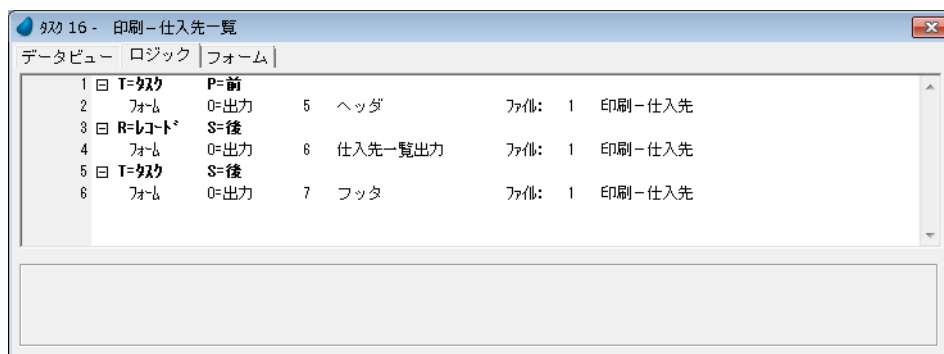 ﾀｽｸ 16 - 印刷－仕入先一覧
データビュー ロジック フォーム
1 T=ﾀｽｸ P=前
2 ﾌｫｰﾑ O=出力 5 ヘッダ ﾌｧｲﾙ: 1 印刷－仕入先
3 R=ﾚｺｰﾄﾞ S=後
4 ﾌｫｰﾑ O=出力 6 仕入先一覧出力 ﾌｧｲﾙ: 1 印刷－仕入先
5 T=ﾀｽｸ S=後
6 ﾌｫｰﾑ O=出力 7 フッタ ﾌｧｲﾙ: 1 印刷－仕入先